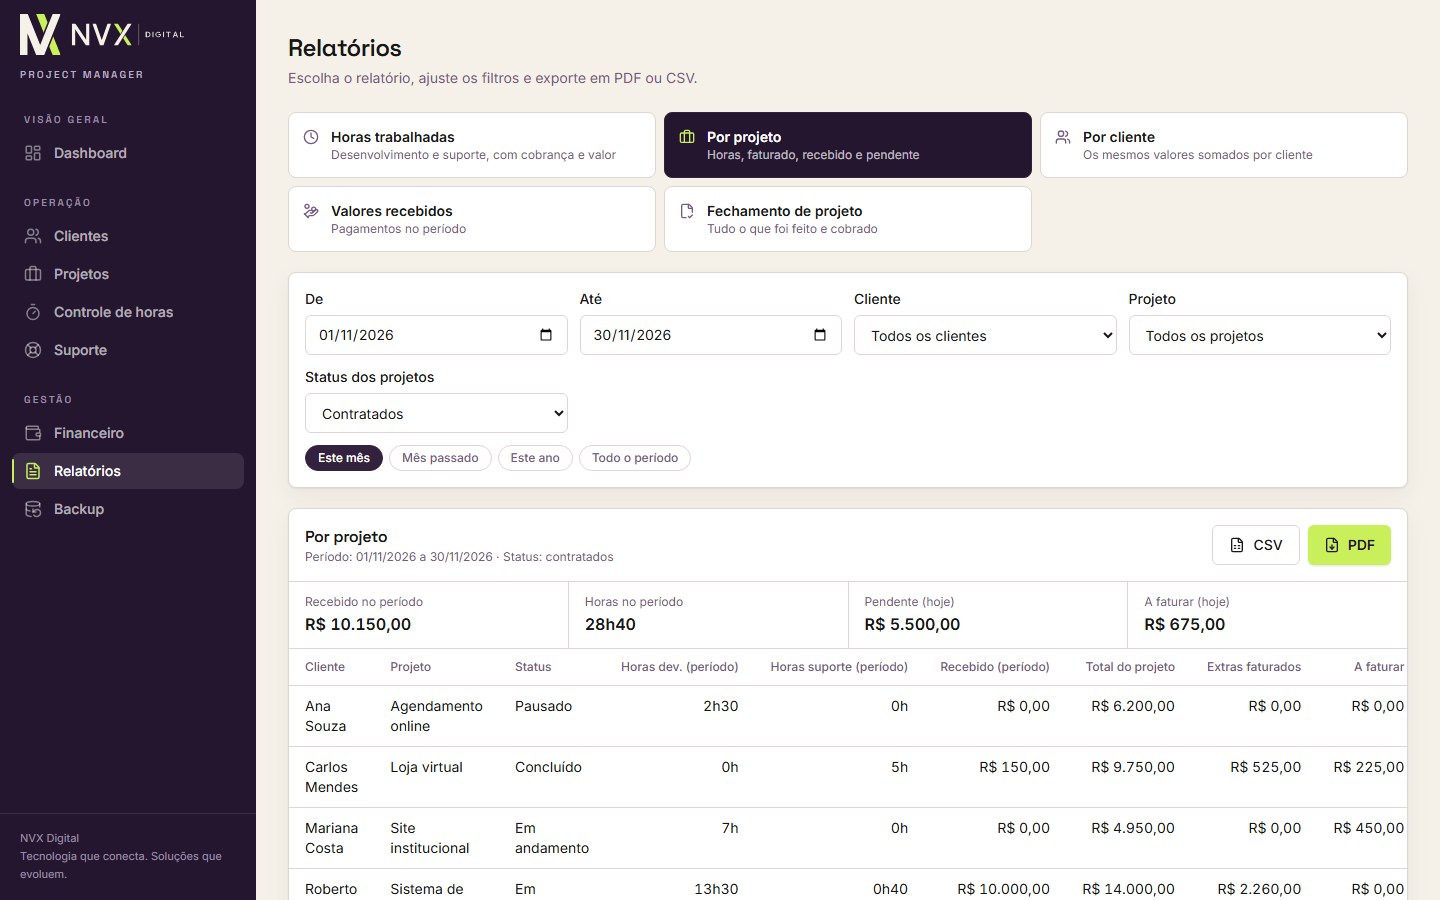 NVX DIGITAL
PROJECT MANAGER
VISÃO GERAL
Dashboard
OPERAÇÃO
Clientes
Projetos
Controle de horas
Suporte
GESTÃO
Financeiro
Relatórios
Backup
NVX Digital
Tecnologia que conecta. Soluções que
evoluem.
Relatórios
Escolha o relatório, ajuste os filtros e exporte em PDF ou CSV.
Horas trabalhadas
Desenvolvimento e suporte, com cobrança e valor
Por projeto
Horas, faturado, recebido e pendente
Por cliente
Os mesmos valores somados por cliente
Valores recebidos
Pagamentos no período
Fechamento de projeto
Tudo o que foi feito e cobrado
De Até Cliente Projeto
01/11/2026 30/11/2026 Todos os clientes Todos os projetos
Status dos projetos
Contratados
Este mês Mês passado Este ano Todo o período
Por projeto
Período: 01/11/2026 a 30/11/2026 · Status: contratados
CSV PDF
Recebido no período Horas no período Pendente (hoje) A faturar (hoje)
R$ 10.150,00 28h40 R$ 5.500,00 R$ 675,00
Cliente Projeto Status Horas dev. (período) Horas suporte (período) Recebido (período) Total do projeto Extras faturados A faturar
Ana Agendamento Pausado 2h30 0h R$ 0,00 R$ 6.200,00 R$ 0,00 R$ 0,00
Souza online
Carlos Loja virtual Concluído 0h 5h R$ 150,00 R$ 9.750,00 R$ 525,00 R$ 225,00
Mendes
Mariana Site Em 7h 0h R$ 0,00 R$ 4.950,00 R$ 0,00 R$ 450,00
Costa institucional andamento
Roberto Sistema de Em 13h30 0h40 R$ 10.000,00 R$ 14.000,00 R$ 2.260,00 R$ 0,00